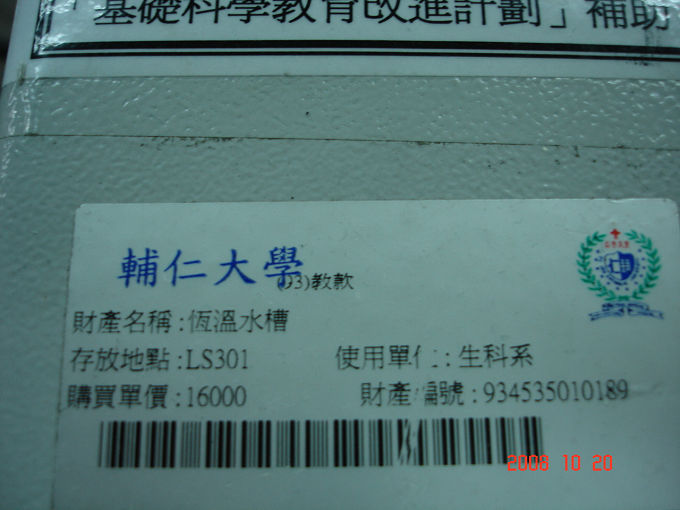 「基礎科學教育改進計劃」補助
輔仁大學
(93)教款
財產名稱:恆溫水槽
存放地點:LS301 使用單位:生科系
購買單價:16000 財產編號:934535010189
2008 10 20